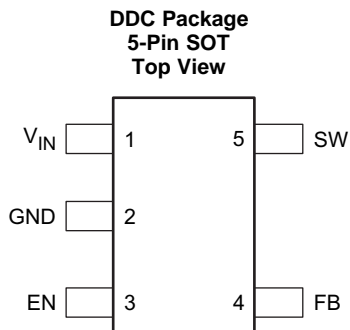 DDC Package
5-Pin SOT
Top View
VIN 1 5 SW
GND 2
EN 3 4 FB